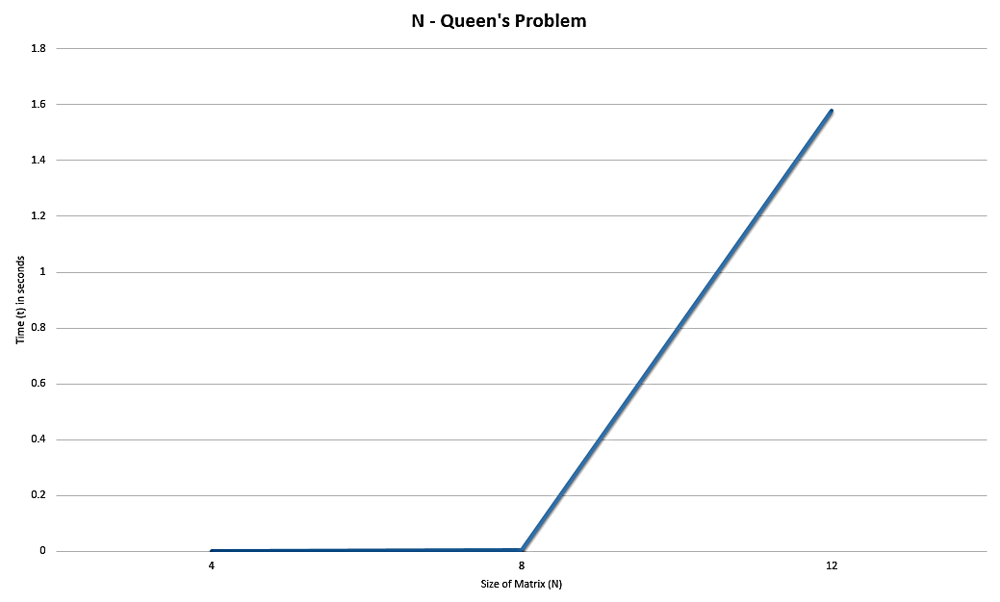 N - Queen's Problem
1.8
1.6
1.4
1.2
1
0.8
0.6
0.4
0.2
0
Time (t) in seconds
4 8 12
Size of Matrix (N)